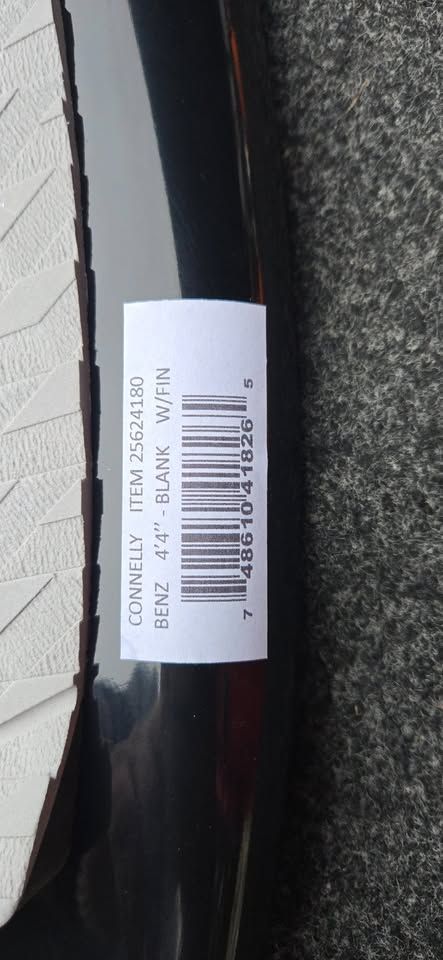 CONNELLY ITEM 25624180
BENZ 4'4" - BLANK W/FIN
7 48610 41826 5